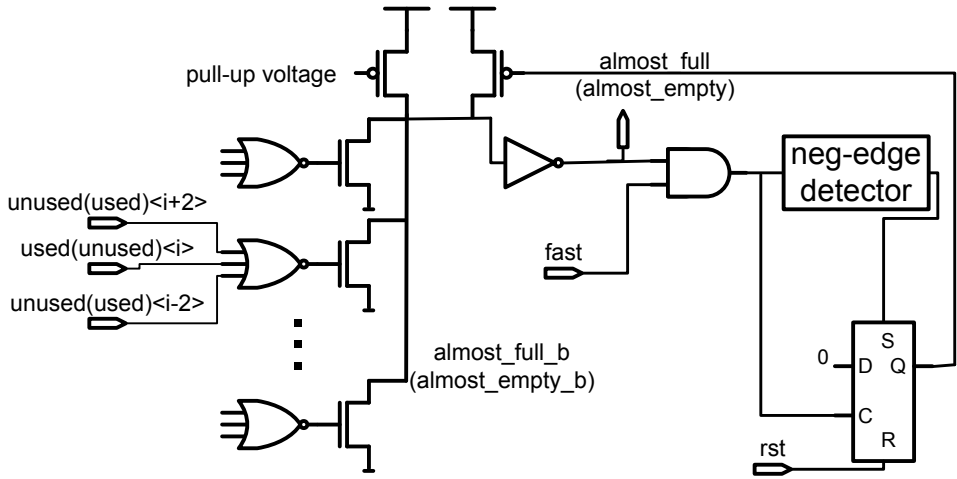 pull-up voltage
almost_full
(almost_empty)
neg-edge
detector
unused(used)<i+2>
used(unused)<i>
unused(used)<i-2>
fast
almost_full_b
(almost_empty_b)
0
S
D Q
C
R
rst